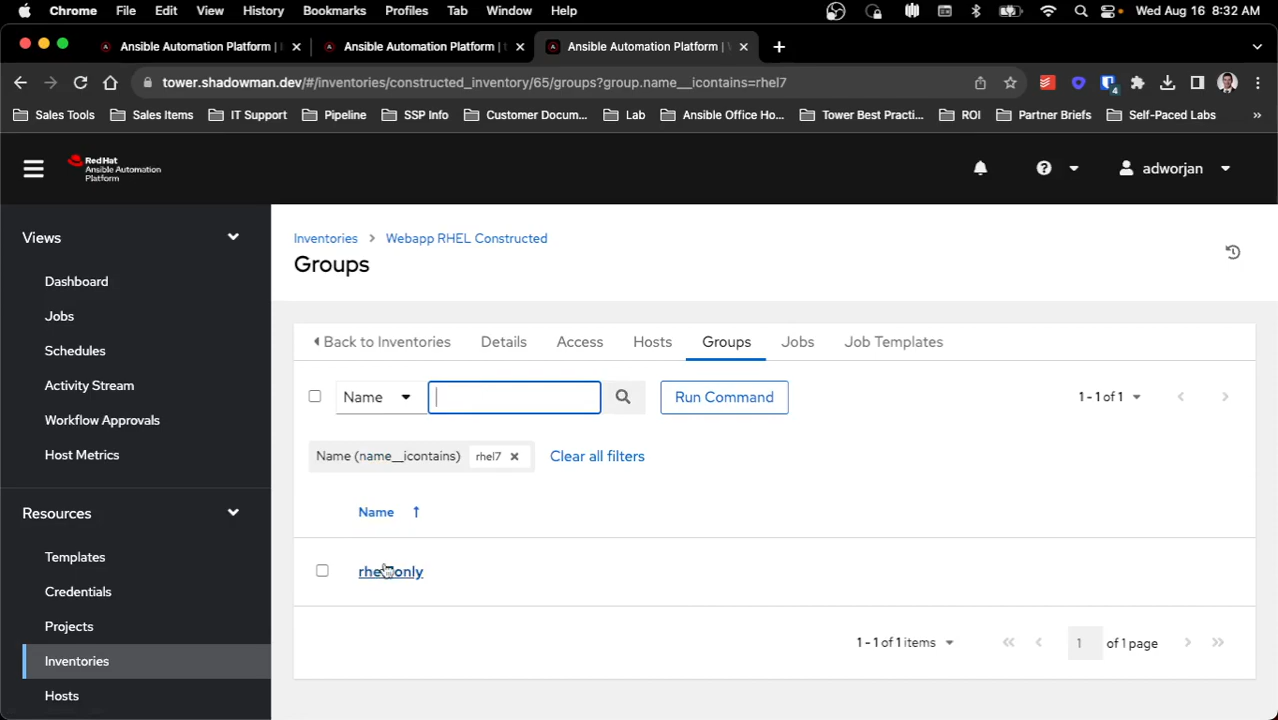 Chrome File Edit View History Bookmarks Profiles Tab Window Help Wed Aug 16 8:32 AM
Ansible Automation Platform | Ansible Automation Platform | Ansible Automation Platform |
tower.shadowman.dev/#/inventories/constructed_inventory/65/groups?group.name__icontains=rhel7 4
Sales Tools Sales Items IT Support Pipeline SSP Info Customer Docum... Lab Ansible Office Ho... Tower Best Practi... ROI Partner Briefs Self-Paced Labs »
Red Hat
Ansible Automation
Platform
adworjan
Views
Dashboard
Jobs
Schedules
Activity Stream
Workflow Approvals
Host Metrics
Resources
Templates
Credentials
Projects
Inventories
Hosts
Inventories > Webapp RHEL Constructed
Groups
Back to Inventories Details Access Hosts Groups Jobs Job Templates
Name Run Command 1 - 1 of 1
Name (name__icontains) rhel7 Clear all filters
Name
1 - 1 of 1 items 1 of 1 page